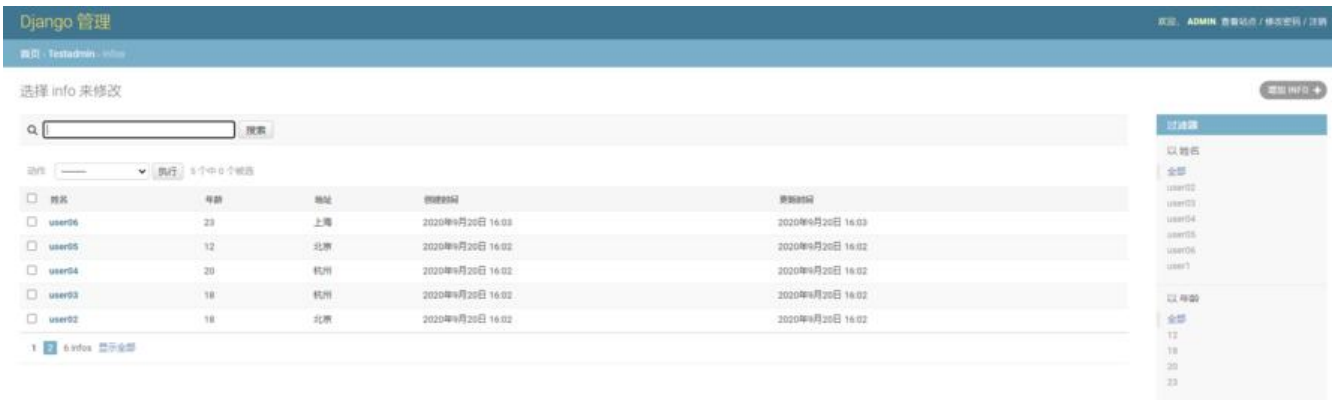 Django 管理
欢迎，ADMIN 查看站点 / 修改密码 / 注销
首页 › Testadmin › Infos
选择 info 来修改
增加 INFO +
搜索
动作 ------ 执行 5 个中 0 个被选
姓名 年龄 地址 创建时间 更新时间
user06 23 上海 2020年9月20日 16:03 2020年9月20日 16:03
user05 12 北京 2020年9月20日 16:02 2020年9月20日 16:02
user04 20 杭州 2020年9月20日 16:02 2020年9月20日 16:02
user03 18 杭州 2020年9月20日 16:02 2020年9月20日 16:02
user02 18 北京 2020年9月20日 16:02 2020年9月20日 16:02
1 2 6 infos 显示全部
过滤器
以 姓名
全部
user02
user03
user04
user05
user06
user1
以 年龄
全部
12
18
20
23